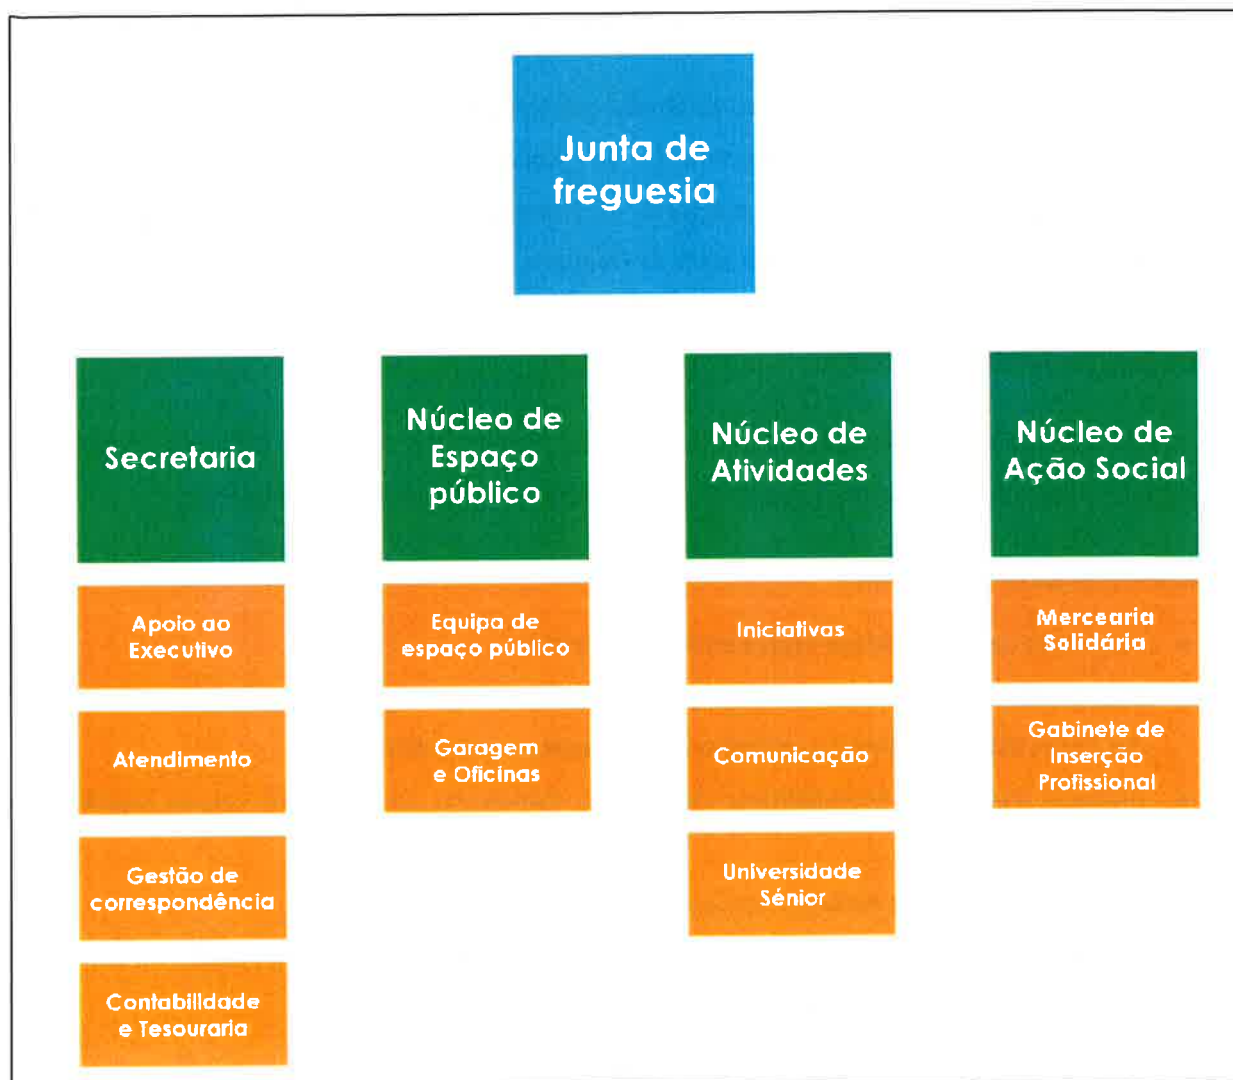 Junta de
freguesia
Secretaria
Apoio ao
Executivo
Atendimento
Gestão de
correspondência
Contabilidade
e Tesouraria
Núcleo de
Espaço
público
Equipa de
espaço público
Garagem
e Oficinas
Núcleo de
Atividades
Iniciativas
Comunicação
Universidade
Sénior
Núcleo de
Ação Social
Mercearia
Solidária
Gabinete de
Inserção
Profissional